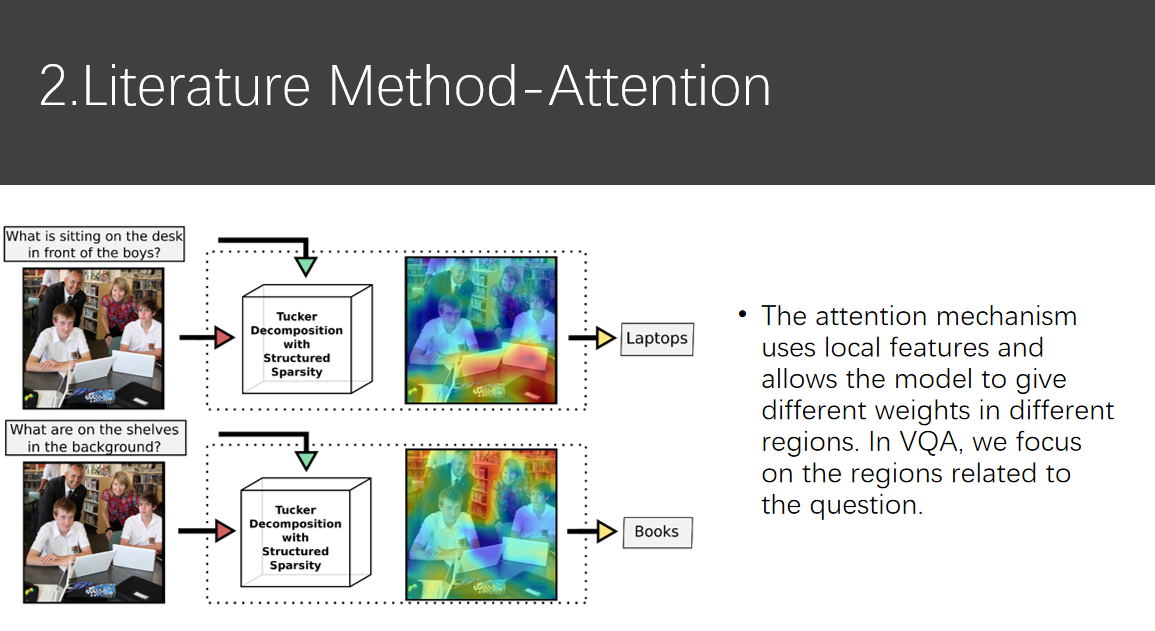 2.Literature Method-Attention
What is sitting on the desk
in front of the boys?
Tucker
Decomposition
with
Structured
Sparsity
Laptops
What are on the shelves
in the background?
Tucker
Decomposition
with
Structured
Sparsity
Books
• The attention mechanism
uses local features and
allows the model to give
different weights in different
regions. In VQA, we focus
on the regions related to
the question.